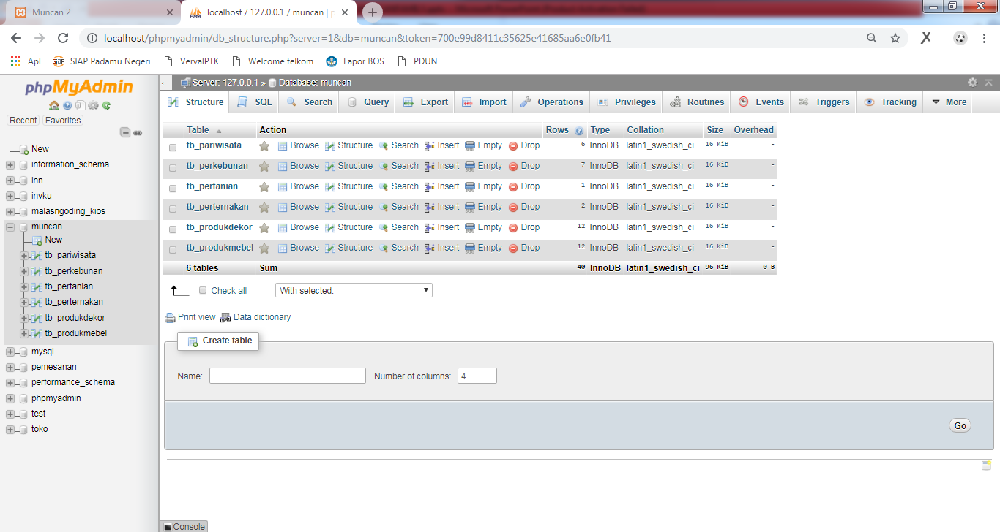 Muncan 2
localhost / 127.0.0.1 / muncan | p
localhost/phpmyadmin/db_structure.php?server=1&db=muncan&token=700e99d8411c35625e41685aa6e0fb41
Apl SIAP Padamu Negeri VervalPTK Welcome telkom Lapor BOS PDUN
phpMyAdmin
Recent Favorites
New
information_schema
inn
invku
malasngoding_kios
muncan
New
tb_pariwisata
tb_perkebunan
tb_pertanian
tb_perternakan
tb_produkdekor
tb_produkmebel
mysql
pemesanan
performance_schema
phpmyadmin
test
toko
Server: 127.0.0.1 » Database: muncan
Structure SQL Search Query Export Import Operations Privileges Routines Events Triggers Tracking More
Table Action Rows Type Collation Size Overhead
tb_pariwisata Browse Structure Search Insert Empty Drop 6 InnoDB latin1_swedish_ci 16 KiB -
tb_perkebunan Browse Structure Search Insert Empty Drop 7 InnoDB latin1_swedish_ci 16 KiB -
tb_pertanian Browse Structure Search Insert Empty Drop 1 InnoDB latin1_swedish_ci 16 KiB -
tb_perternakan Browse Structure Search Insert Empty Drop 2 InnoDB latin1_swedish_ci 16 KiB -
tb_produkdekor Browse Structure Search Insert Empty Drop 12 InnoDB latin1_swedish_ci 16 KiB -
tb_produkmebel Browse Structure Search Insert Empty Drop 12 InnoDB latin1_swedish_ci 16 KiB -
6 tables Sum 40 InnoDB latin1_swedish_ci 96 KiB 0 B
Check all With selected:
Print view Data dictionary
Create table
Name: Number of columns: 4
Go
Console